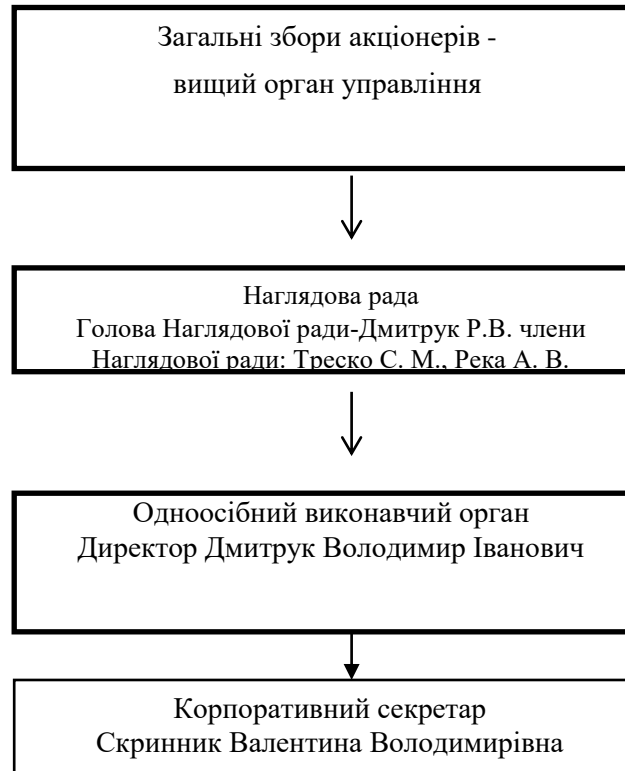 Загальні збори акціонерів -
вищий орган управління
Наглядова рада
Голова Наглядової ради-Дмитрук Р.В. члени
Наглядової ради: Треско С. М., Река А. В.
Одноосібний виконавчий орган
Директор Дмитрук Володимир Іванович
Корпоративний секретар
Скринник Валентина Володимирівна